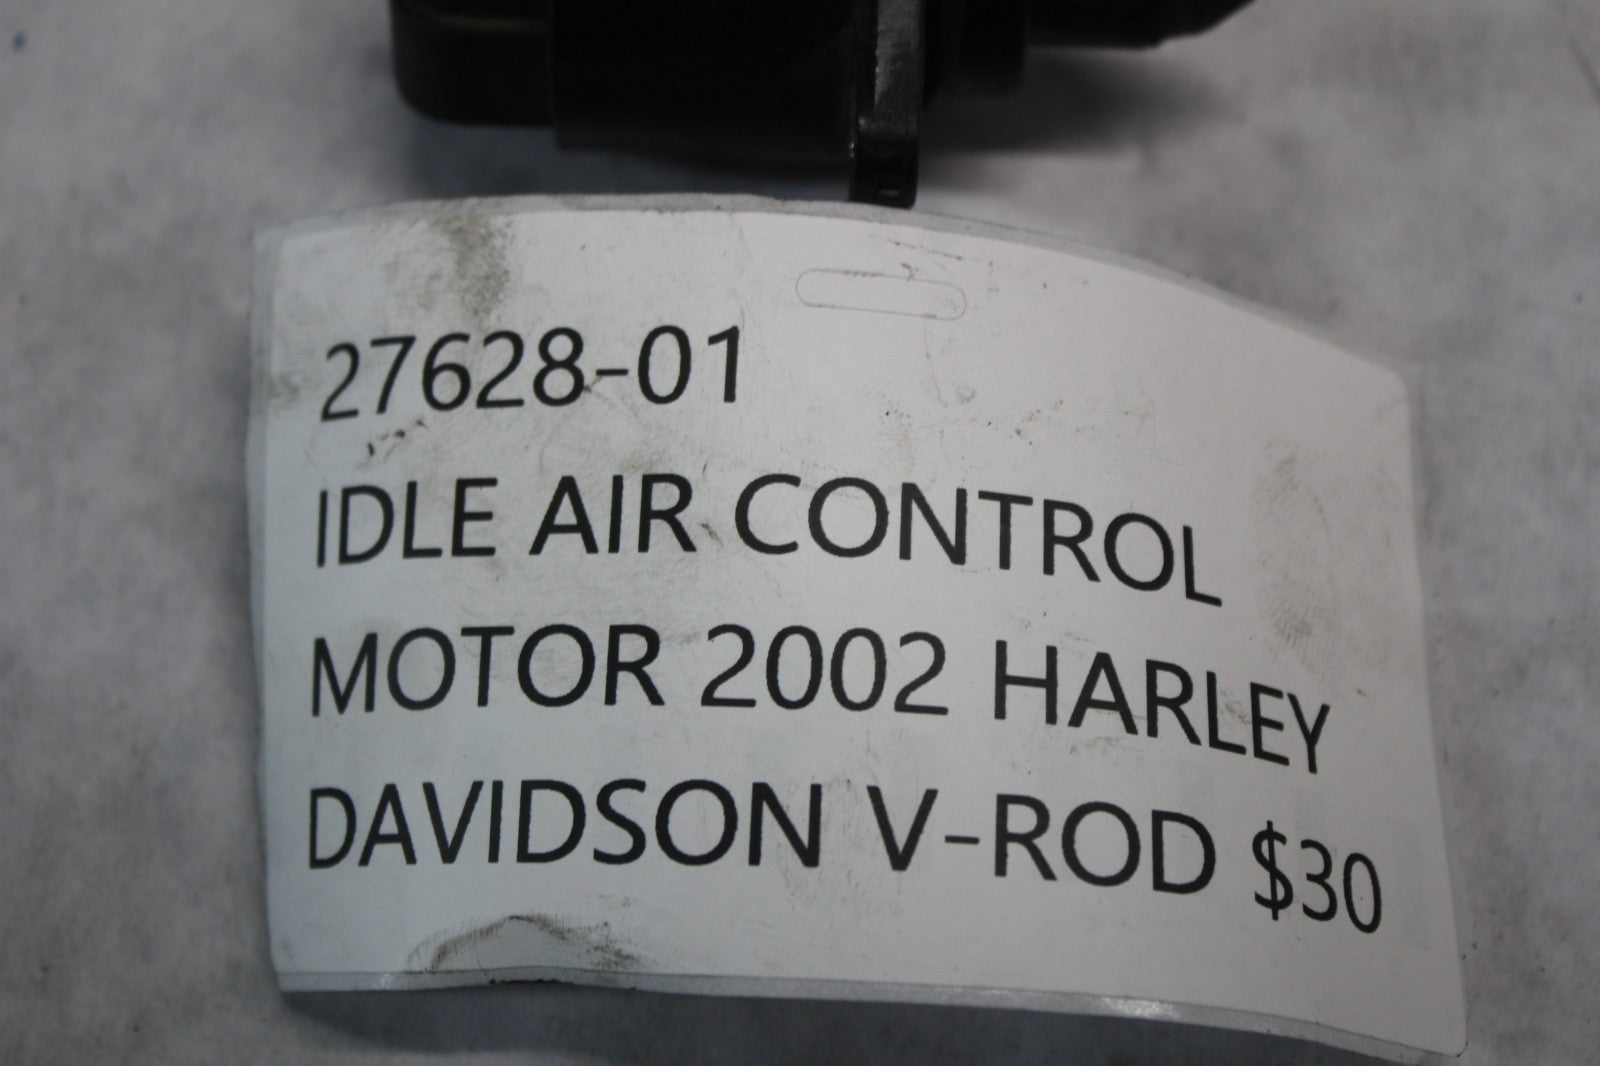 27628-01
IDLE AIR CONTROL
MOTOR 2002 HARLEY
DAVIDSON V-ROD $30